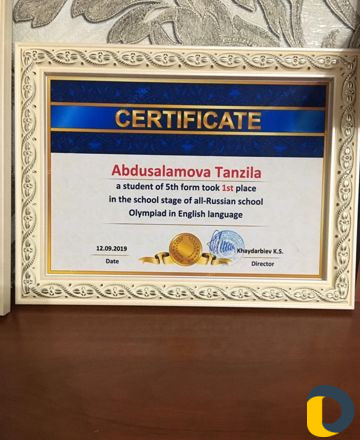 CERTIFICATE
Abdusalamova Tanzila
a student of 5th form took 1st place
in the school stage of all-Russian school
Olympiad in English language
12.09.2019
Date
Khaydarbiev K.S.
Director